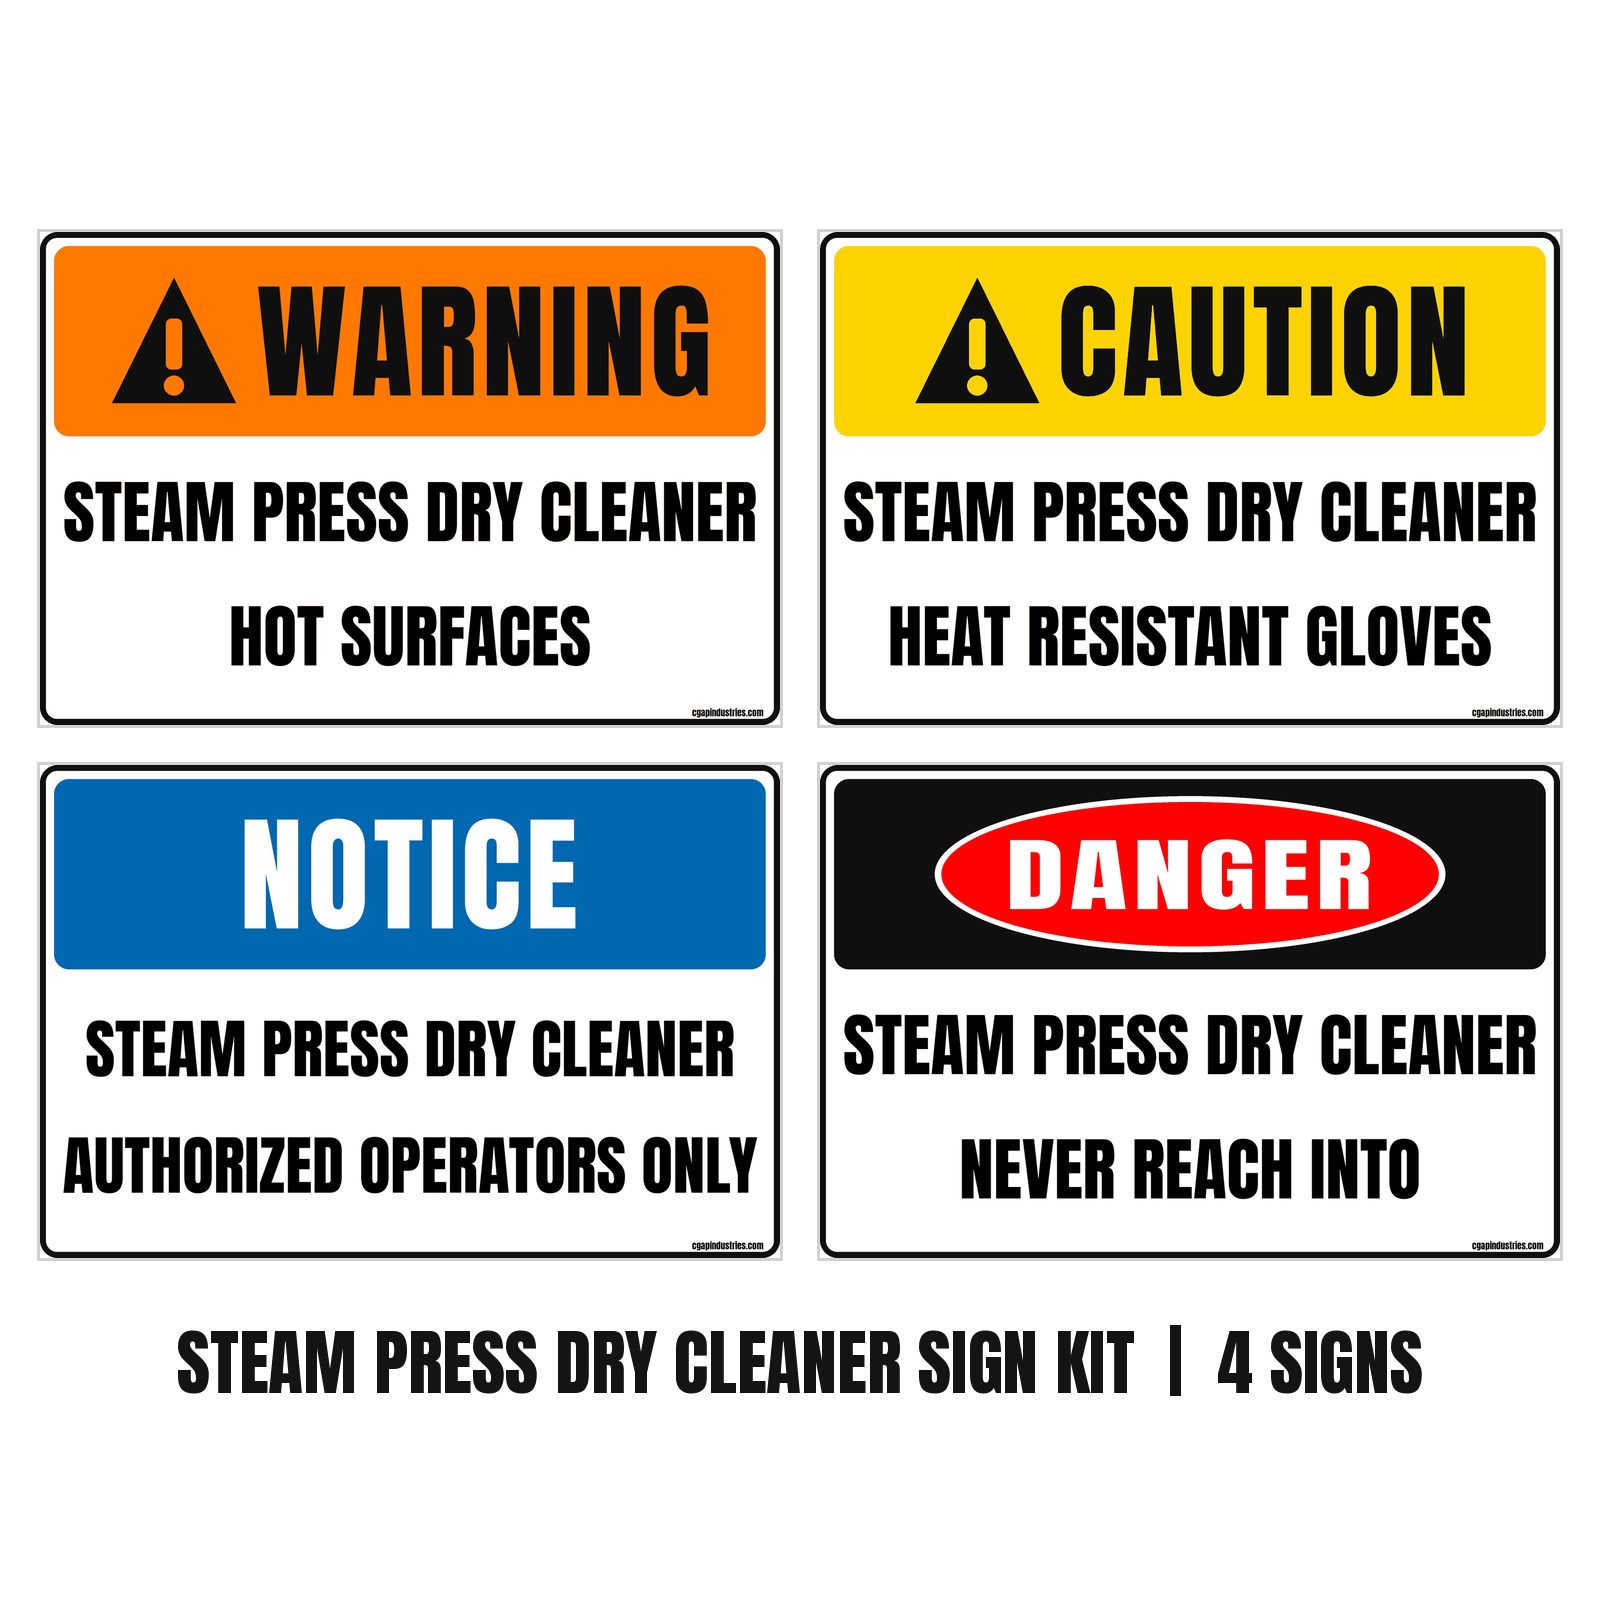 WARNING
STEAM PRESS DRY CLEANER
HOT SURFACES
cgapindustries.com
CAUTION
STEAM PRESS DRY CLEANER
HEAT RESISTANT GLOVES
cgapindustries.com
NOTICE
STEAM PRESS DRY CLEANER
AUTHORIZED OPERATORS ONLY
cgapindustries.com
DANGER
STEAM PRESS DRY CLEANER
NEVER REACH INTO
cgapindustries.com
STEAM PRESS DRY CLEANER SIGN KIT | 4 SIGNS